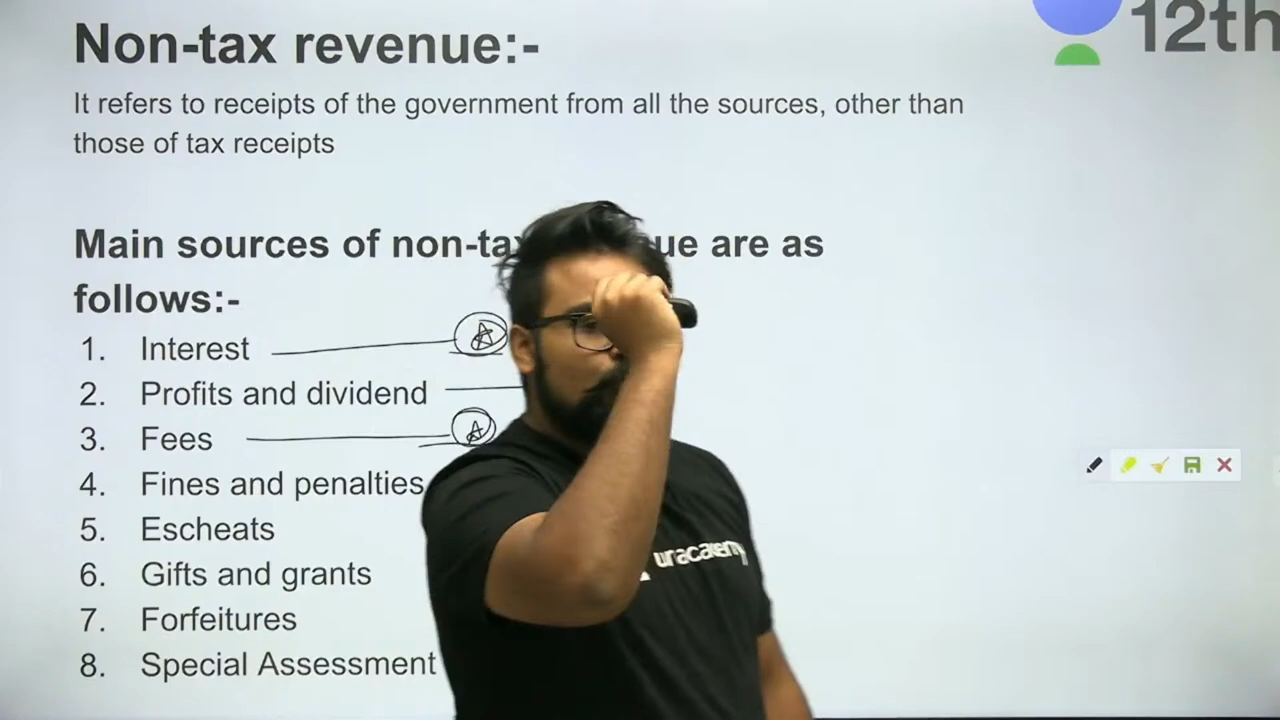 Non-tax revenue:-
12th
It refers to receipts of the government from all the sources, other than
those of tax receipts
Main sources of non-tax ue are as
follows:-
1. Interest
2. Profits and dividend
3. Fees
4. Fines and penalties
5. Escheats
6. Gifts and grants
7. Forfeitures
8. Special Assessment
unacademy